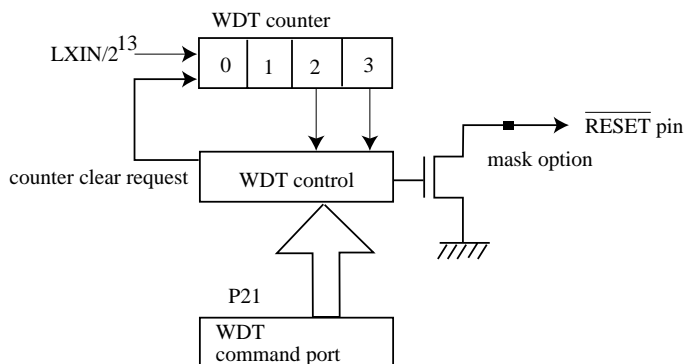 WDT counter
LXIN/2^13
0 1 2 3
RESET pin
mask option
counter clear request
WDT control
P21
WDT
command port